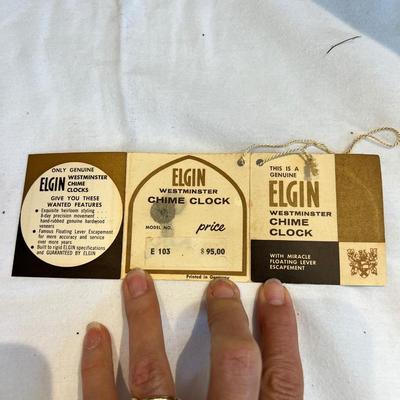 ONLY GENUINE
ELGIN WESTMINSTER
CHIME
CLOCKS
GIVE YOU THESE
WANTED FEATURES
• Exquisite heirloom styling . . .
8-day precision movement . . .
hand-rubbed genuine hardwood
veneers
• Famous Floating Lever Escapement
for more accuracy and service
over more years
• Built to rigid ELGIN specifications
and GUARANTEED BY ELGIN
ELGIN
WESTMINSTER
CHIME CLOCK
MODEL NO. price
E 103 $ 95,00
Printed in Germany
THIS IS A
GENUINE
ELGIN
WESTMINSTER
CHIME
CLOCK
WITH MIRACLE
FLOATING LEVER
ESCAPEMENT